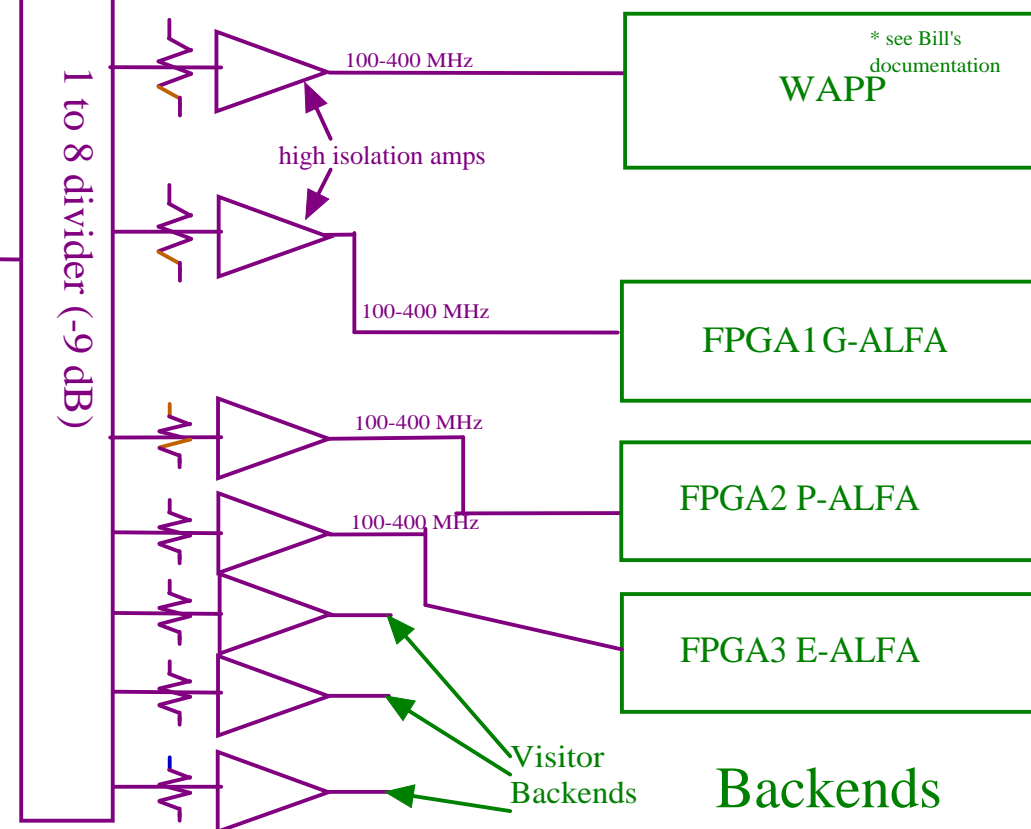 1 to 8 divider (-9 dB)
100-400 MHz
* see Bill's
documentation
WAPP
high isolation amps
100-400 MHz
FPGA1 G-ALFA
100-400 MHz
FPGA2 P-ALFA
100-400 MHz
FPGA3 E-ALFA
Visitor
Backends
Backends